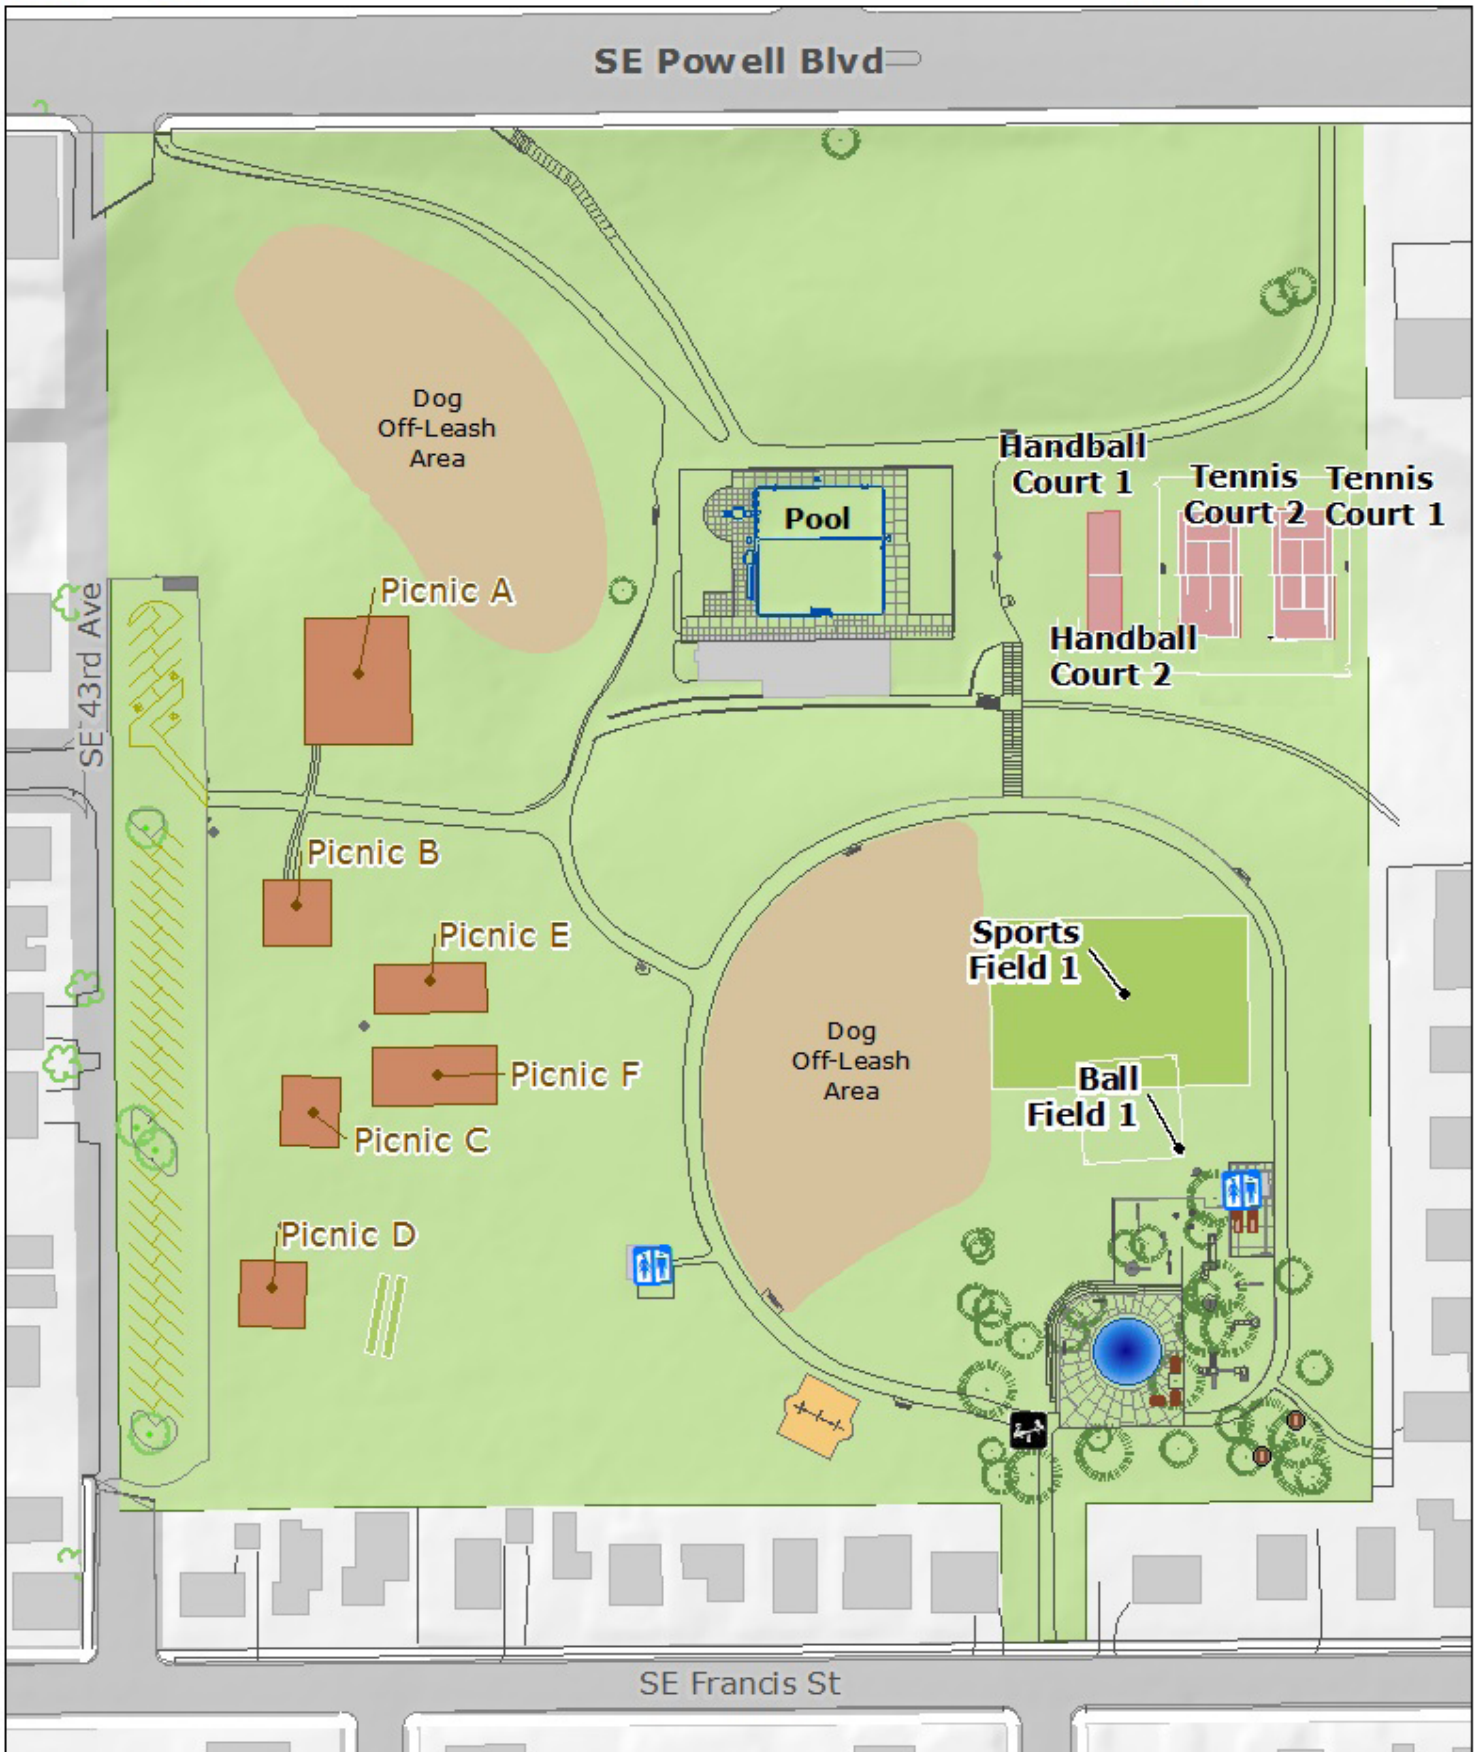 SE Powell Blvd
Dog
Off-Leash
Area
Handball
Court 1
Tennis
Court 2
Tennis
Court 1
Pool
Picnic A
Handball
Court 2
SE 43rd Ave
Picnic B
Picnic E
Sports
Field 1
Dog
Off-Leash
Area
Picnic F
Ball
Field 1
Picnic C
Picnic D
SE Francis St